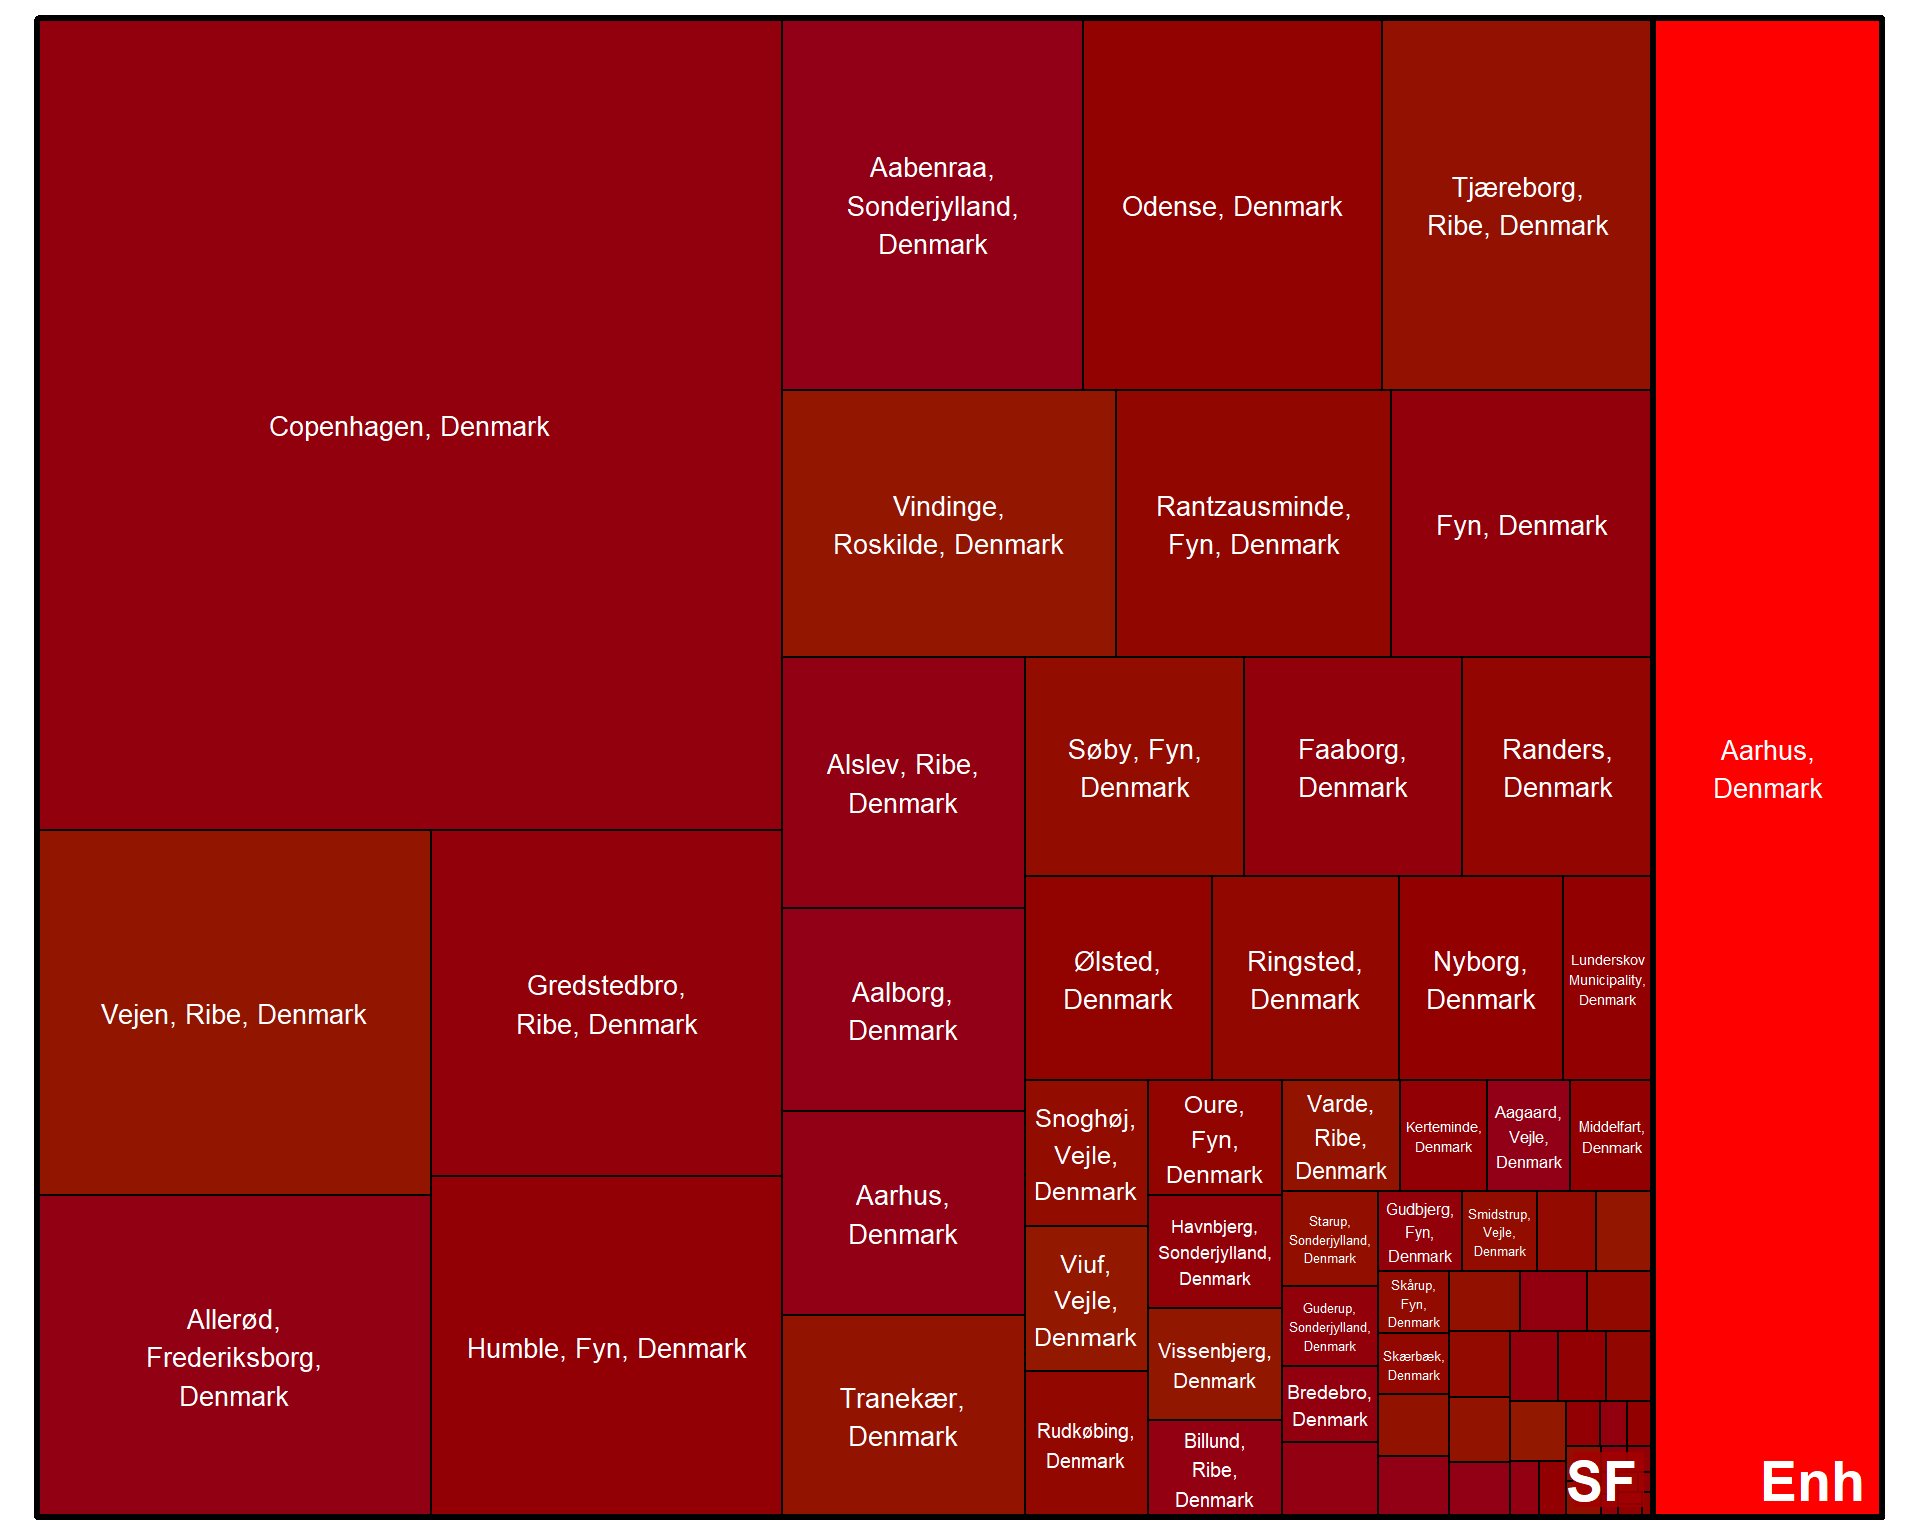 Copenhagen, Denmark
Vejen, Ribe, Denmark
Allerød,
Frederiksborg,
Denmark
Gredstedbro,
Ribe, Denmark
Humble, Fyn, Denmark
Aabenraa,
Sonderjylland,
Denmark
Odense, Denmark
Tjæreborg,
Ribe, Denmark
Vindinge,
Roskilde, Denmark
Rantzausminde,
Fyn, Denmark
Fyn, Denmark
Alslev, Ribe,
Denmark
Aalborg,
Denmark
Aarhus,
Denmark
Tranekær,
Denmark
Søby, Fyn,
Denmark
Faaborg,
Denmark
Randers,
Denmark
Ølsted,
Denmark
Ringsted,
Denmark
Nyborg,
Denmark
Lunderskov
Municipality,
Denmark
Snoghøj,
Vejle,
Denmark
Viuf,
Vejle,
Denmark
Rudkøbing,
Denmark
Oure,
Fyn,
Denmark
Havnbjerg,
Sonderjylland,
Denmark
Vissenbjerg,
Denmark
Billund,
Ribe,
Denmark
Varde,
Ribe,
Denmark
Kerteminde,
Denmark
Aagaard,
Vejle,
Denmark
Middelfart,
Denmark
Starup,
Sonderjylland,
Denmark
Guderup,
Sonderjylland,
Denmark
Bredebro,
Denmark
Gudbjerg,
Fyn,
Denmark
Smidstrup,
Vejle,
Denmark
Skårup,
Fyn,
Denmark
Skærbæk,
Denmark
SF
Aarhus,
Denmark
Enh